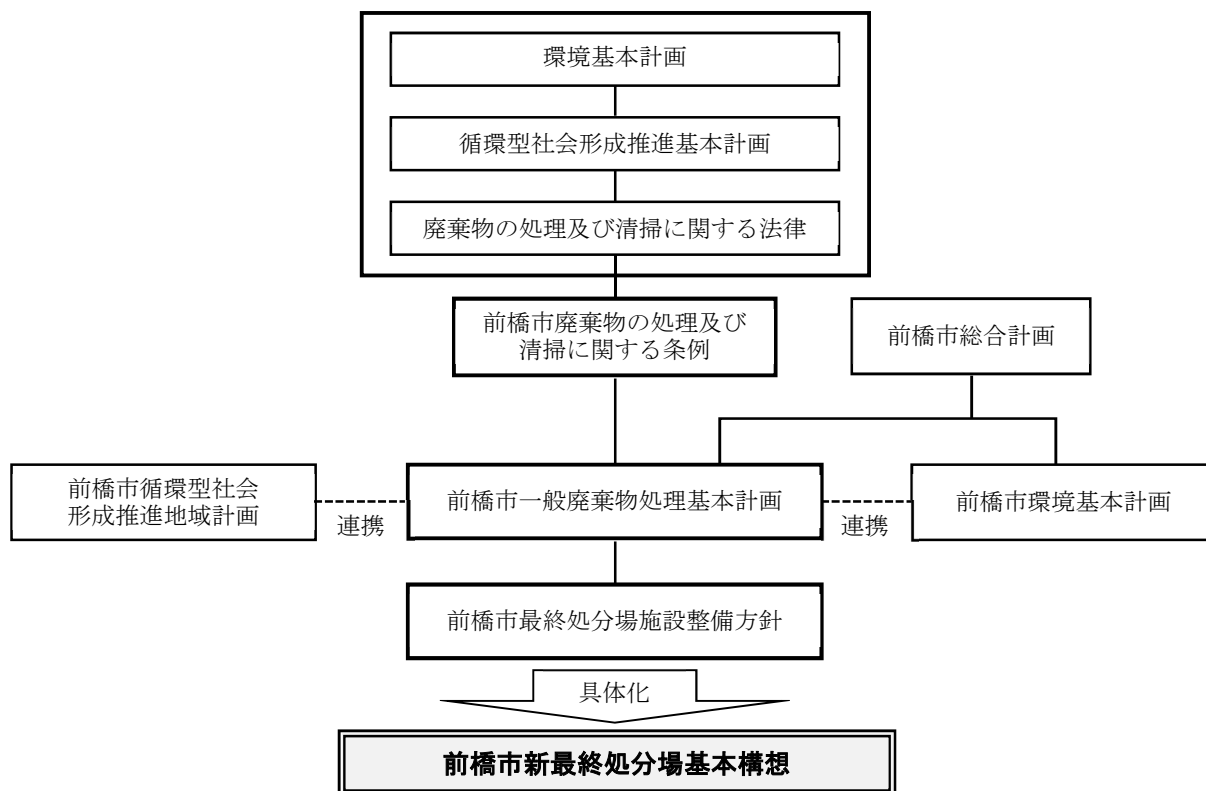 環境基本計画
循環型社会形成推進基本計画
廃棄物の処理及び清掃に関する法律
前橋市廃棄物の処理及び
清掃に関する条例
前橋市総合計画
前橋市循環型社会
形成推進地域計画
連携
前橋市一般廃棄物処理基本計画
連携
前橋市環境基本計画
前橋市最終処分場施設整備方針
具体化
前橋市新最終処分場基本構想